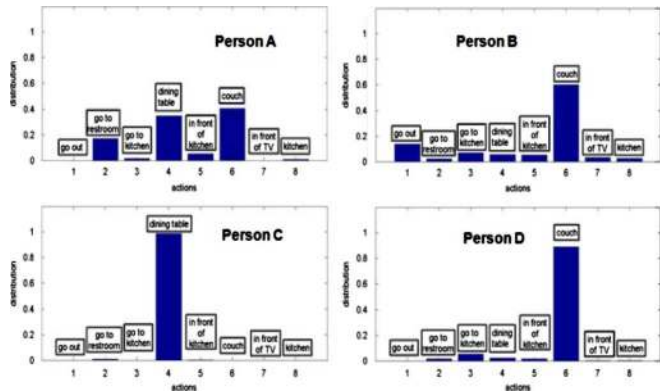 Person A
distribution
1
0.8
0.6
0.4
0.2
0
go out
go to
restroom
go to
kitchen
dining
table
in front
of
kitchen
couch
in front
of TV
kitchen
1 2 3 4 5 6 7 8
actions
Person B
distribution
1
0.8
0.6
0.4
0.2
0
go out
go to
restroom
go to
kitchen
dining
table
in front
of
kitchen
couch
in front
of TV
kitchen
1 2 3 4 5 6 7 8
actions
Person C
distribution
1
0.8
0.6
0.4
0.2
0
go out
go to
restroom
go to
kitchen
dining table
in front
of
kitchen
couch
in front
of TV
kitchen
1 2 3 4 5 6 7 8
actions
Person D
distribution
1
0.8
0.6
0.4
0.2
0
go out
go to
restroom
go to
kitchen
dining
table
in front
of
kitchen
couch
in front
of TV
kitchen
1 2 3 4 5 6 7 8
actions